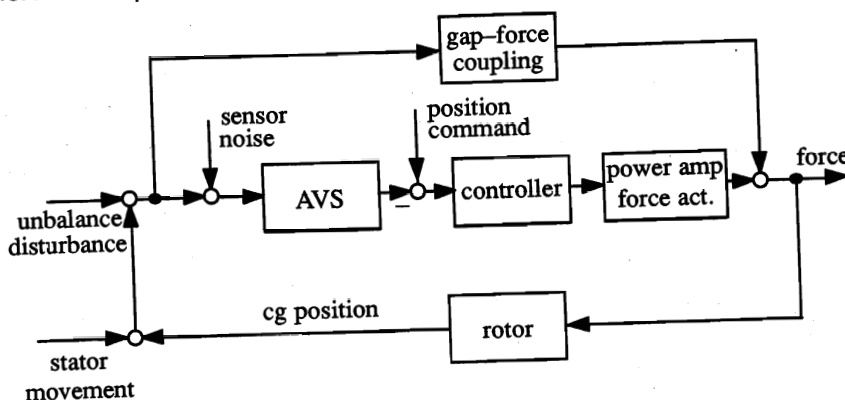 gap–force
coupling
sensor
noise
position
command
AVS
controller
power amp
force act.
force
unbalance
disturbance
–
cg position
rotor
stator
movement